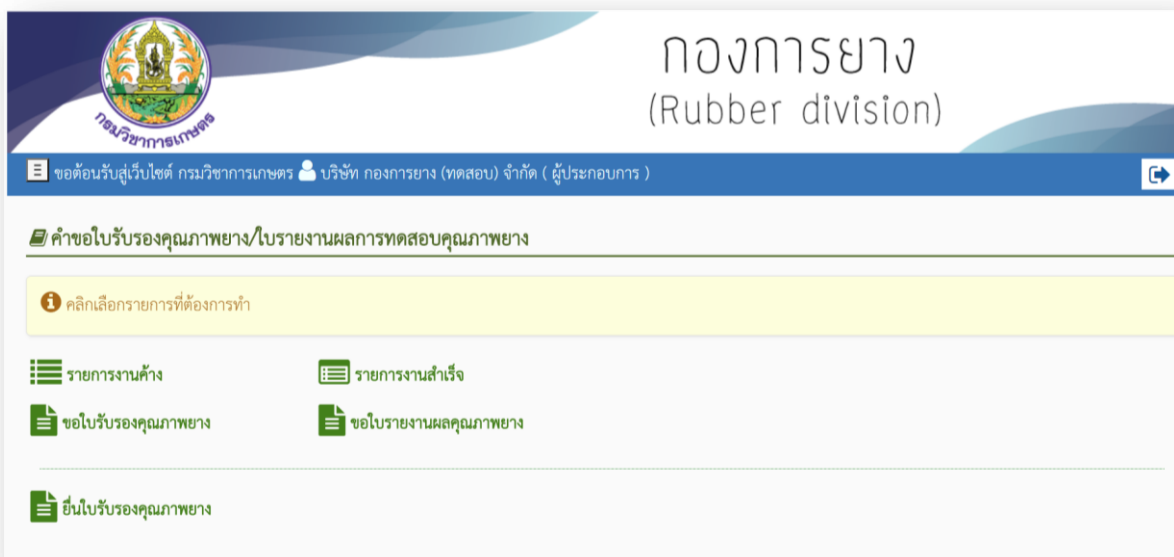 กองการยาง
(Rubber division)
กรมวิชาการเกษตร
ขอต้อนรับสู่เว็บไซต์ กรมวิชาการเกษตร บริษัท กองการยาง (ทดสอบ) จำกัด ( ผู้ประกอบการ )
คำขอใบรับรองคุณภาพยาง/ใบรายงานผลการทดสอบคุณภาพยาง
คลิกเลือกรายการที่ต้องการทำ
รายการงานค้าง รายการงานสำเร็จ
ขอใบรับรองคุณภาพยาง ขอใบรายงานผลคุณภาพยาง
ยื่นใบรับรองคุณภาพยาง